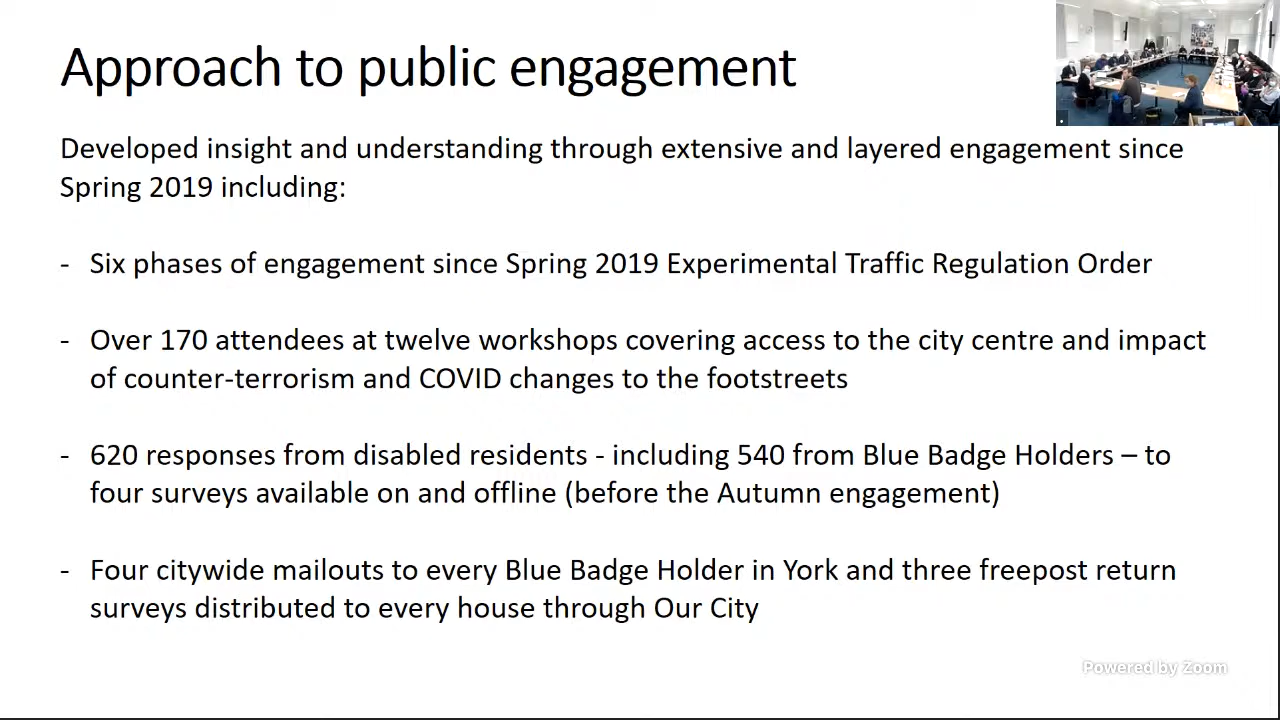 Approach to public engagement
Developed insight and understanding through extensive and layered engagement since
Spring 2019 including:
- Six phases of engagement since Spring 2019 Experimental Traffic Regulation Order
- Over 170 attendees at twelve workshops covering access to the city centre and impact
of counter-terrorism and COVID changes to the footstreets
- 620 responses from disabled residents - including 540 from Blue Badge Holders – to
four surveys available on and offline (before the Autumn engagement)
- Four citywide mailouts to every Blue Badge Holder in York and three freepost return
surveys distributed to every house through Our City
Powered by Zoom